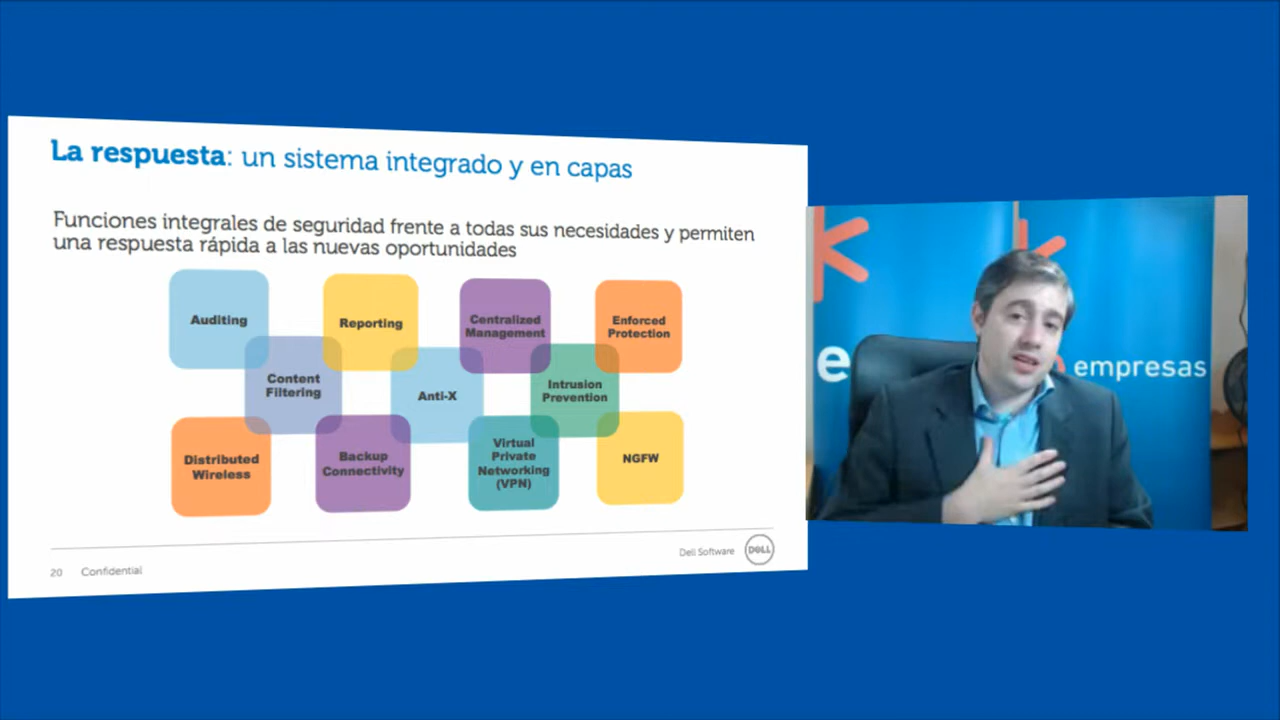 La respuesta: un sistema integrado y en capas
Funciones integrales de seguridad frente a todas sus necesidades y permiten
una respuesta rápida a las nuevas oportunidades
Auditing
Reporting
Centralized
Management
Enforced
Protection
Content
Filtering
Anti-X
Intrusion
Prevention
Distributed
Wireless
Backup
Connectivity
Virtual
Private
Networking
(VPN)
NGFW
20 Confidential
Dell Software
DELL
e
empresas